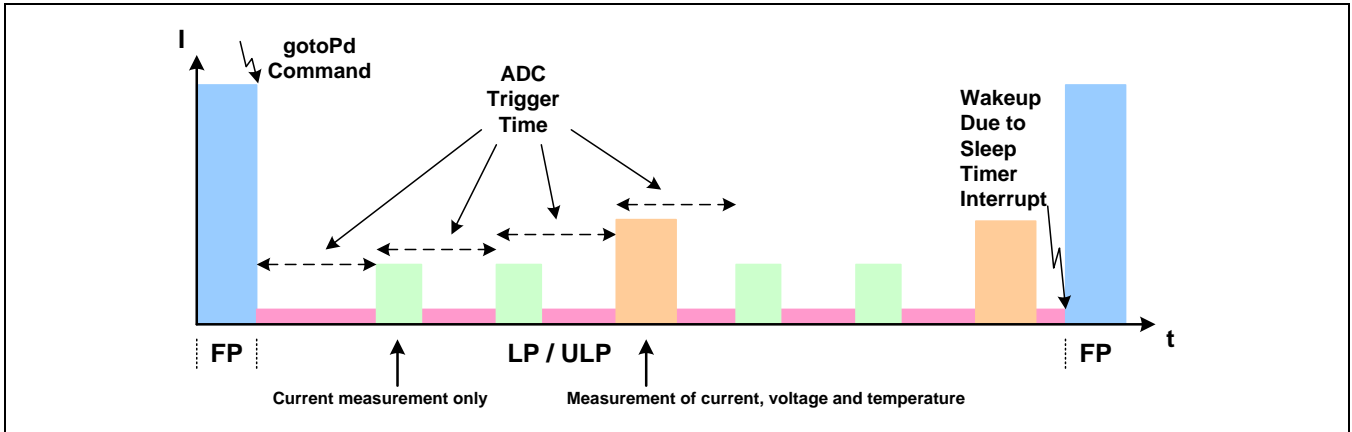 I
gotoPd
Command
ADC
Trigger
Time
Wakeup
Due to
Sleep
Timer
Interrupt
t
FP
LP / ULP
FP
Current measurement only
Measurement of current, voltage and temperature